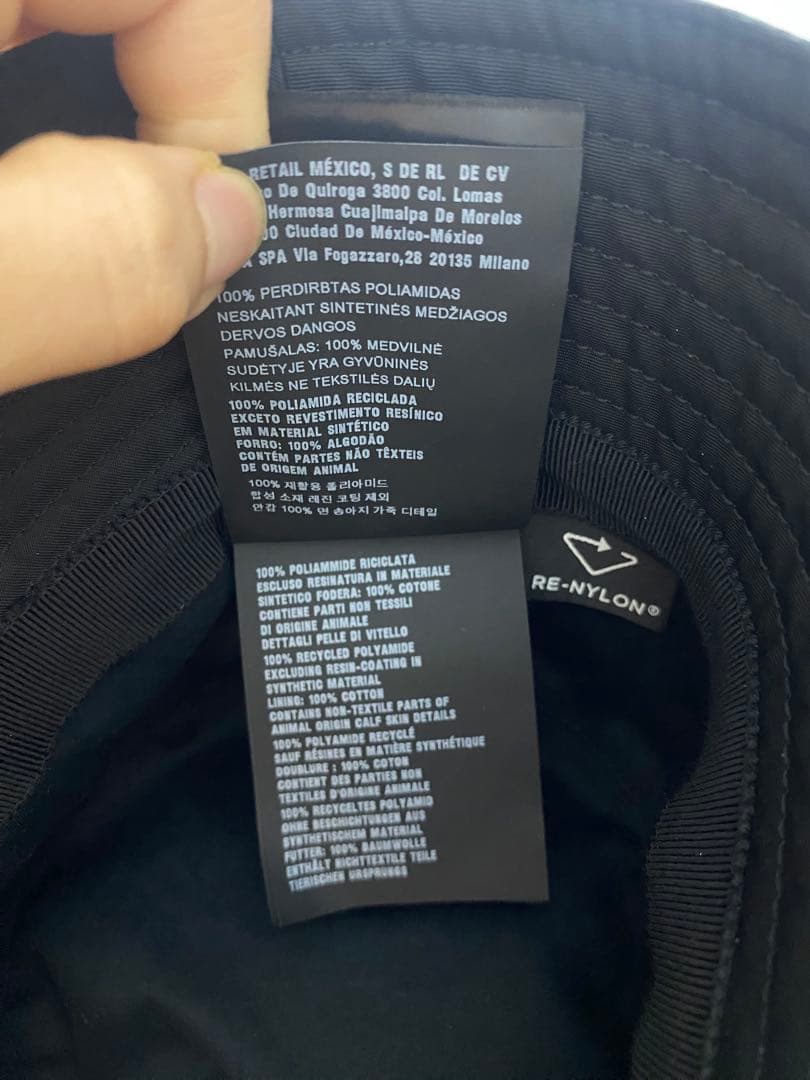 RETAIL MÉXICO, S DE RL DE CV
De Quiroga 3800 Col. Lomas
Hermosa Cuajimalpa De Morelos
Ciudad De México-México
SPA Via Fogazzaro,28 20135 Milano
100% PERDIRBTAS POLIAMIDAS
NESKAITANT SINTETINĖS MEDŽIAGOS
DERVOS DANGOS
PAMUŠALAS: 100% MEDVILNĖ
SUDĖTYJE YRA GYVŪNINĖS
KILMĖS NE TEKSTILĖS DALIŲ
100% POLIAMIDA RECICLADA
EXCETO REVESTIMENTO RESÍNICO
EM MATERIAL SINTÉTICO
FORRO: 100% ALGODÃO
CONTÉM PARTES NÃO TÊXTEIS
DE ORIGEM ANIMAL
100% 재활용 폴리아미드
합성 소재 레진 코팅 제외
안감 100% 면 송아지 가죽 디테일
100% POLIAMMIDE RICICLATA
ESCLUSO RESINATURA IN MATERIALE
SINTETICO FODERA: 100% COTONE
CONTIENE PARTI NON TESSILI
DI ORIGINE ANIMALE
DETTAGLI PELLE DI VITELLO
100% RECYCLED POLYAMIDE
EXCLUDING RESIN-COATING IN
SYNTHETIC MATERIAL
LINING: 100% COTTON
CONTAINS NON-TEXTILE PARTS OF
ANIMAL ORIGIN CALF SKIN DETAILS
100% POLYAMIDE RECYCLÉ
SAUF RÉSINES EN MATIÈRE SYNTHÉTIQUE
DOUBLURE : 100% COTON
CONTIENT DES PARTIES NON
TEXTILES D'ORIGINE ANIMALE
100% RECYCELTES POLYAMID
OHNE BESCHICHTUNGEN AUS
SYNTHETISCHEM MATERIAL
FUTTER: 100% BAUMWOLLE
ENTHÄLT NICHTTEXTILE TEILE
TIERISCHEN URSPRUNGS
RE-NYLON®